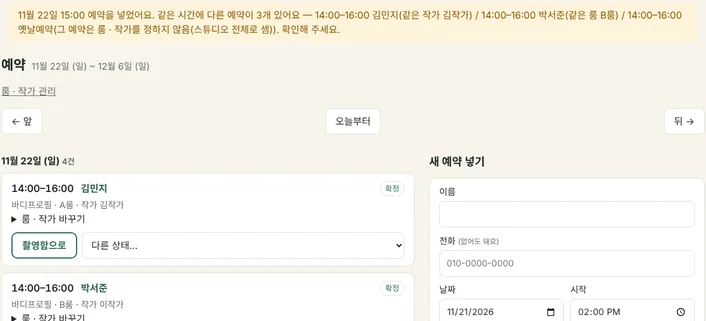 11월 22일 15:00 예약을 넣었어요. 같은 시간에 다른 예약이 3개 있어요 — 14:00–16:00 김민지(같은 작가 김작가) / 14:00–16:00 박서준(같은 룸 B룸) / 14:00–16:00
옛날예약(그 예약은 룸 · 작가를 정하지 않음(스튜디오 전체로 셈)). 확인해 주세요.
예약 11월 22일 (일) ~ 12월 6일 (일)
룸 · 작가 관리
← 앞
오늘부터
뒤 →
11월 22일 (일) 4건
14:00–16:00 김민지 확정
바디프로필 · A룸 · 작가 김작가
▶ 룸 · 작가 바꾸기
촬영함으로 다른 상태...
14:00–16:00 박서준 확정
바디프로필 · B룸 · 작가 이작가
▶ 룸 · 작가 바꾸기
새 예약 넣기
이름
전화 (없어도 돼요)
010-0000-0000
날짜 시작
11/21/2026 02:00 PM